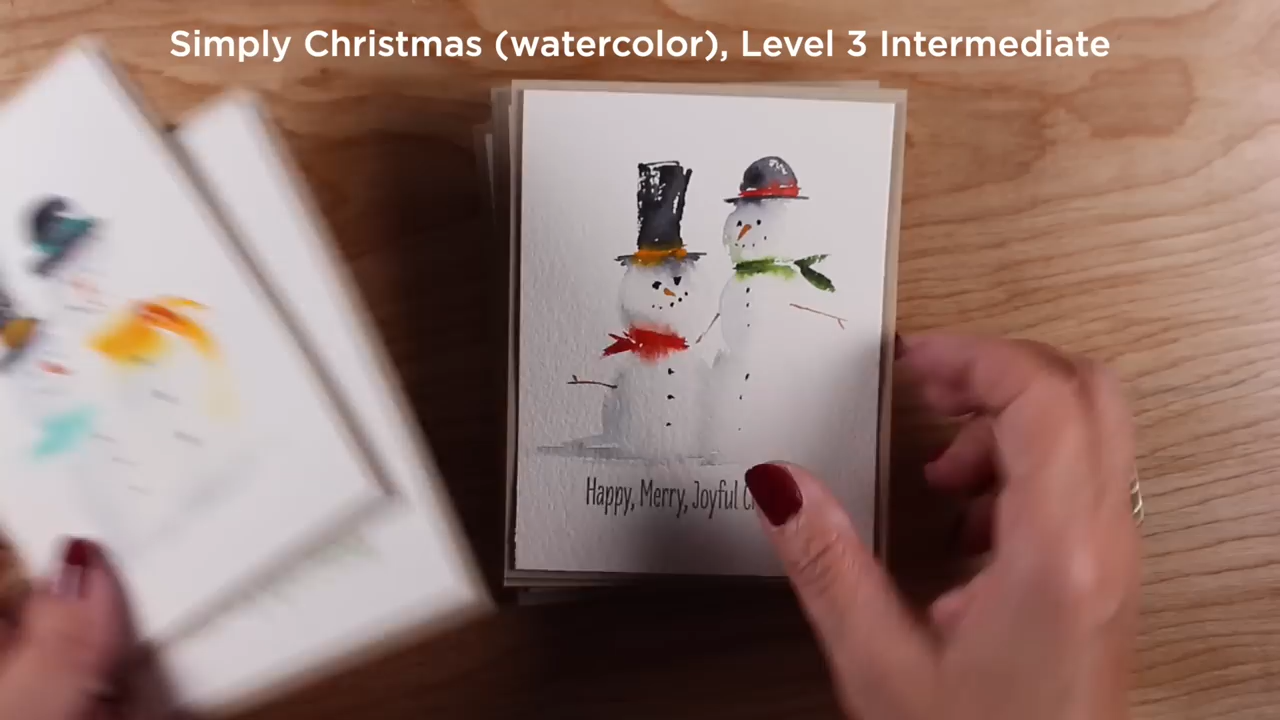 Simply Christmas (watercolor), Level 3 Intermediate
Happy, Merry, Joyful